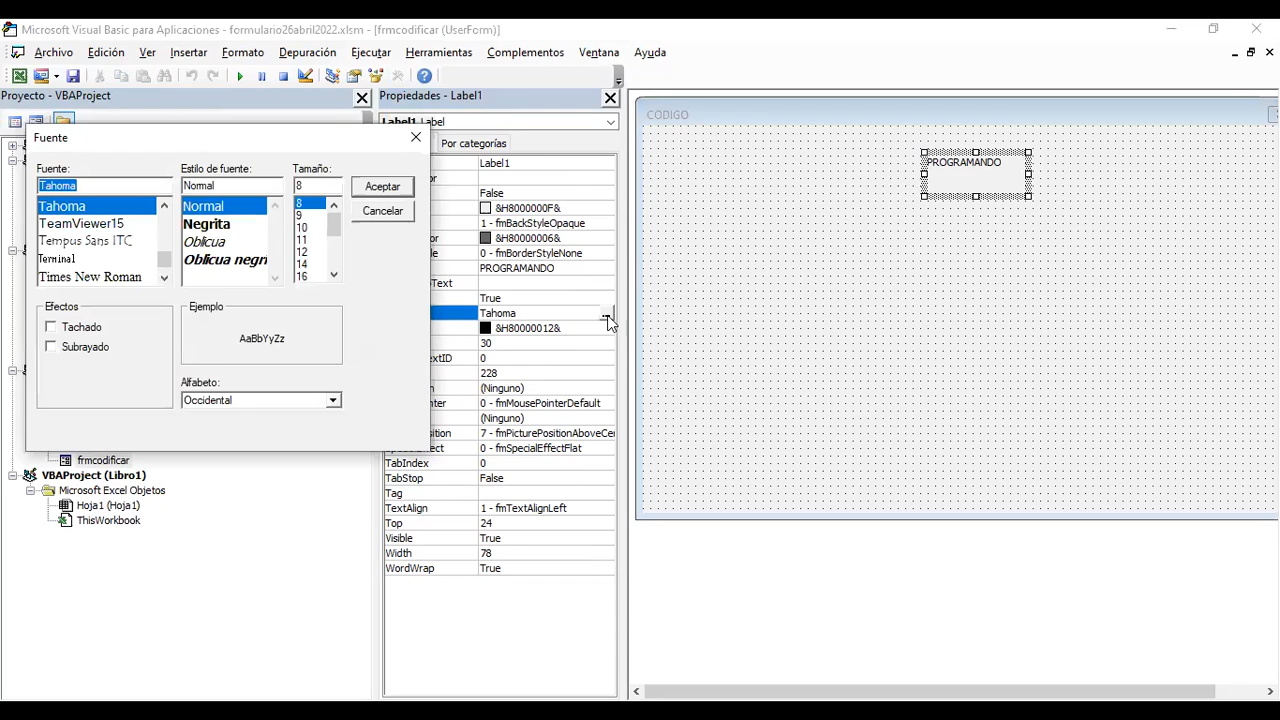 Microsoft Visual Basic para Aplicaciones - formulario26abril2022.xlsm - [frmcodificar (UserForm)]
Archivo Edición Ver Insertar Formato Depuración Ejecutar Herramientas Complementos Ventana Ayuda
Proyecto - VBAProject
Propiedades - Label1
Label1 Label
Por categorías
CODIGO
PROGRAMANDO
Fuente
Fuente:
Estilo de fuente:
Tamaño:
Tahoma
Normal
8
Aceptar
Cancelar
Tahoma
TeamViewer15
Tempus Sans ITC
Terminal
Times New Roman
Normal
Negrita
Oblicua
Oblicua negri
8
9
10
11
12
14
16
Efectos
Tachado
Subrayado
Ejemplo
AaBbYyZz
Alfabeto:
Occidental
Label1
False
&H8000000F&
1 - fmBackStyleOpaque
&H80000006&
0 - fmBorderStyleNone
PROGRAMANDO
True
Tahoma
&H80000012&
30
0
228
(Ninguno)
0 - fmMousePointerDefault
(Ninguno)
7 - fmPicturePositionAboveCer
0 - fmSpecialEffectFlat
TabIndex 0
TabStop False
Tag
TextAlign 1 - fmTextAlignLeft
Top 24
Visible True
Width 78
WordWrap True
frmcodificar
VBAProject (Libro1)
Microsoft Excel Objetos
Hoja1 (Hoja1)
ThisWorkbook